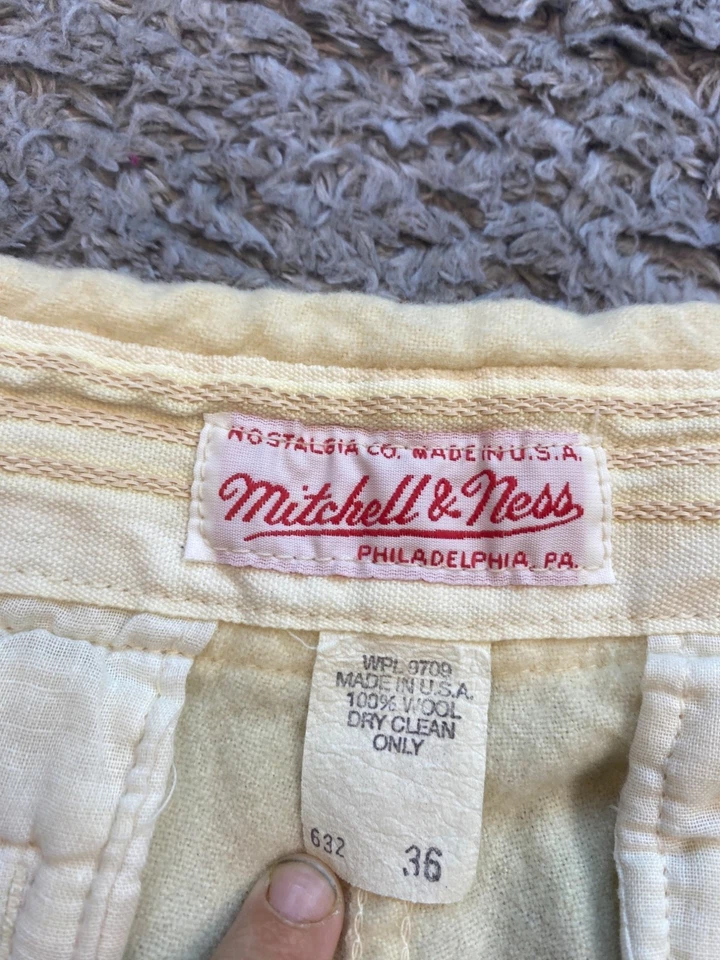 NOSTALGIA CO. MADE IN U.S.A.
Mitchell & Ness
PHILADELPHIA, PA.
WPL 9709
MADE IN U.S.A.
100% WOOL
DRY CLEAN
ONLY
632 36